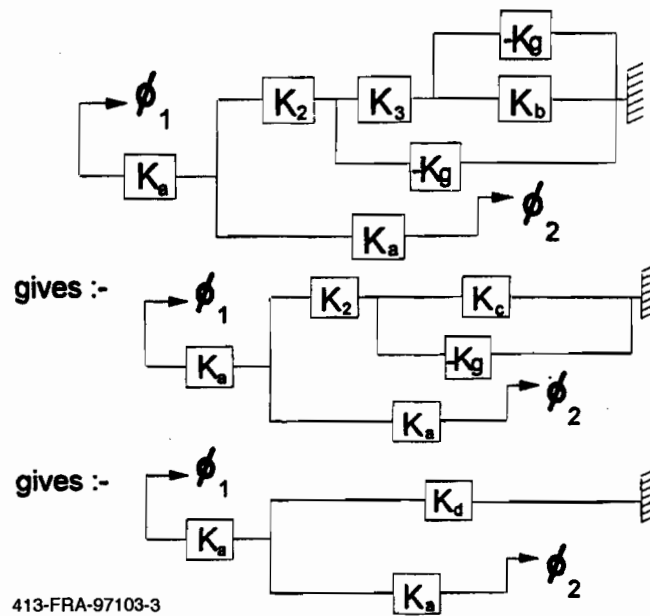 -Kg
ϕ1
K2
K3
Kb
Ka
-Kg
Ka
ϕ2
gives :-
ϕ1
K2
Kc
Ka
-Kg
Ka
ϕ2
gives :-
ϕ1
Kd
Ka
Ka
ϕ2
413-FRA-97103-3